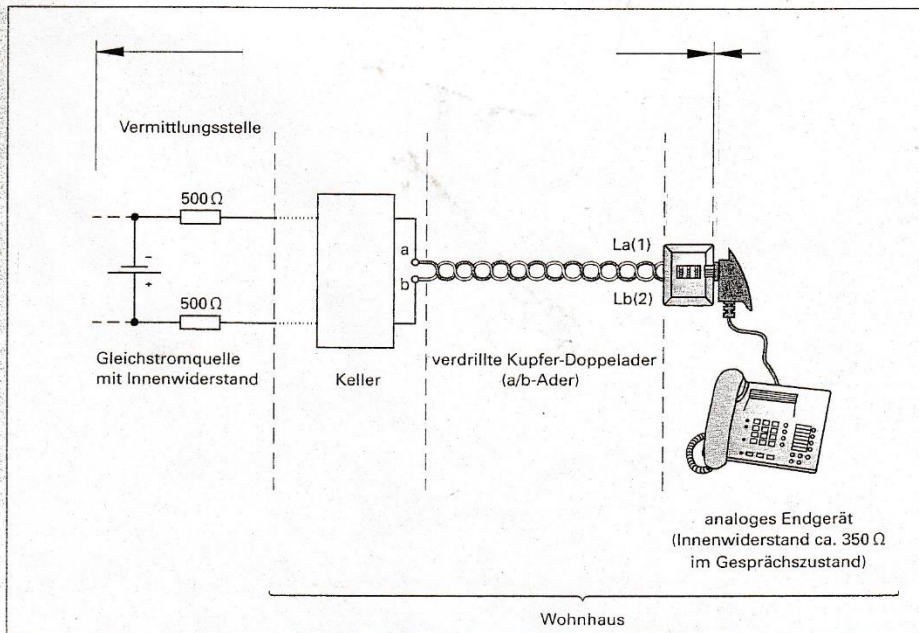 Vermittlungsstelle
500 Ω
−
+
500 Ω
Gleichstromquelle
mit Innenwiderstand
a
b
Keller
verdrillte Kupfer-Doppelader
(a/b-Ader)
La(1)
Lb(2)
analoges Endgerät
(Innenwiderstand ca. 350 Ω
im Gesprächszustand)
Wohnhaus